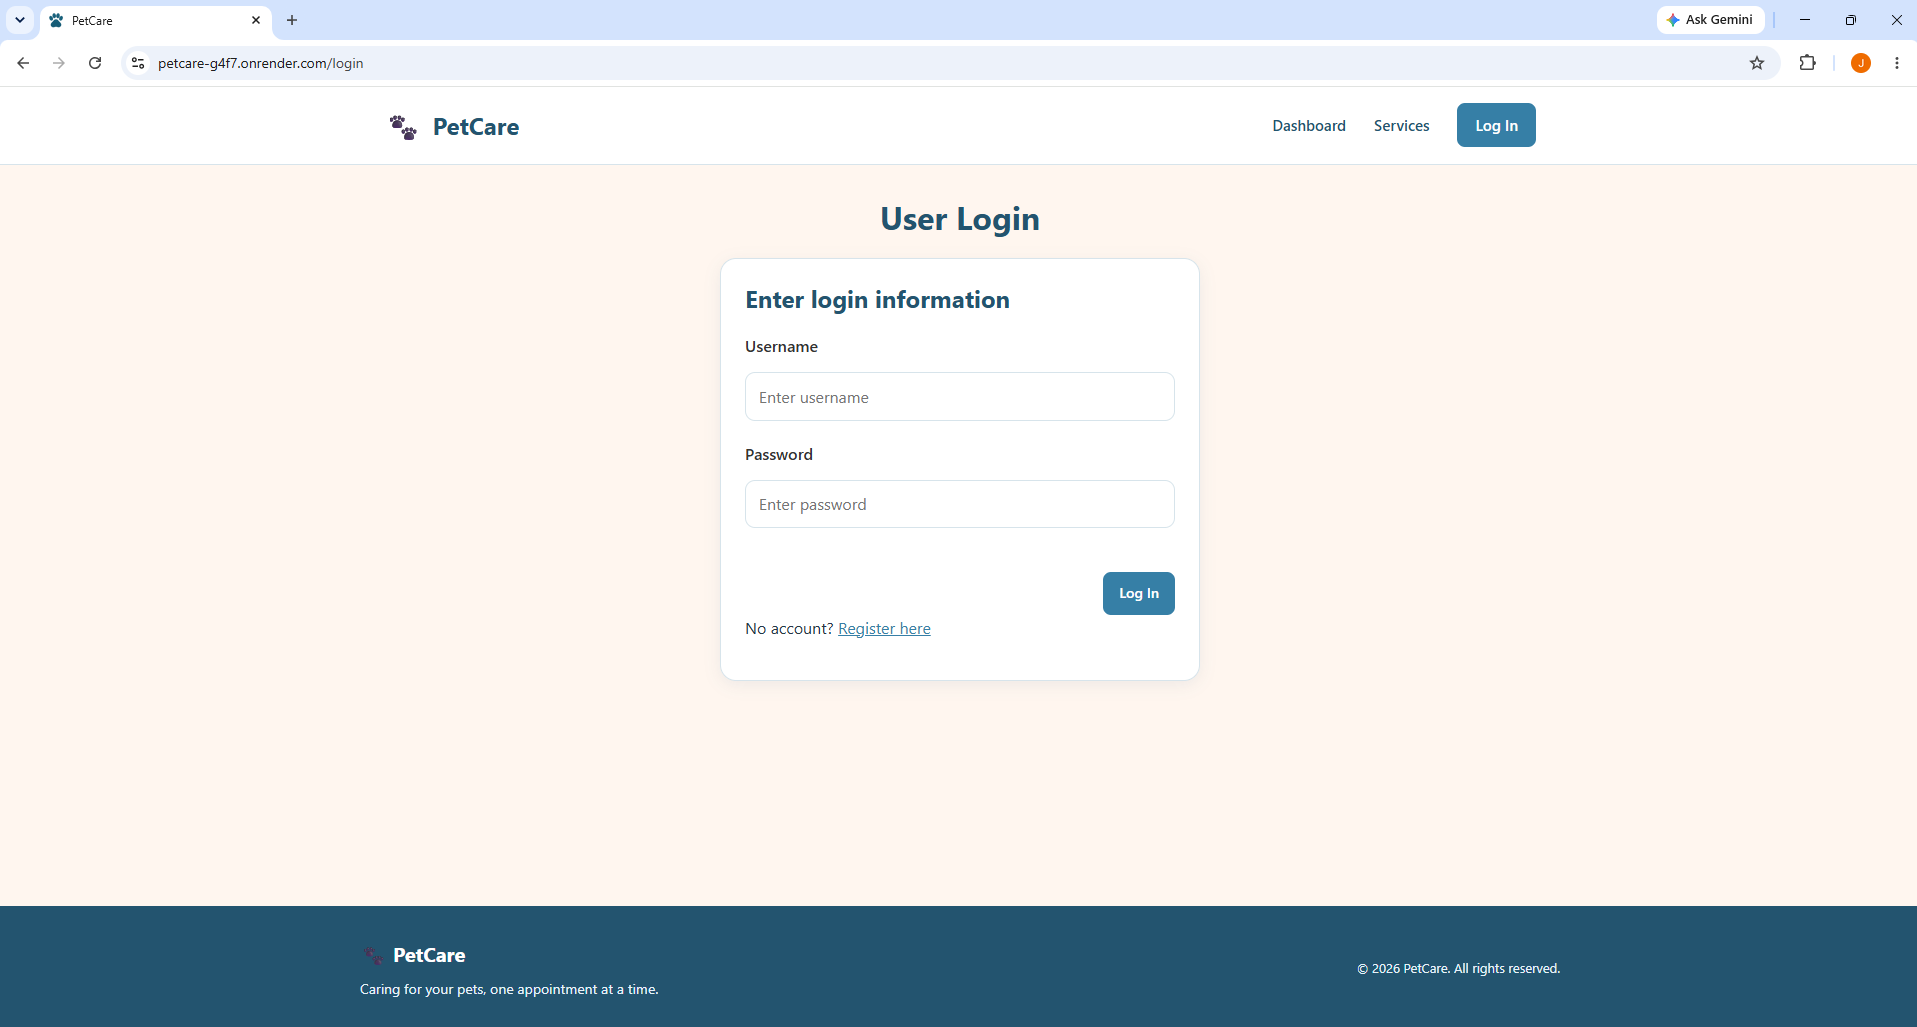 PetCare
Ask Gemini
petcare-g4f7.onrender.com/login
J
PetCare
Dashboard Services Log In
User Login
Enter login information
Username
Enter username
Password
Enter password
Log In
No account? Register here
PetCare
Caring for your pets, one appointment at a time.
© 2026 PetCare. All rights reserved.